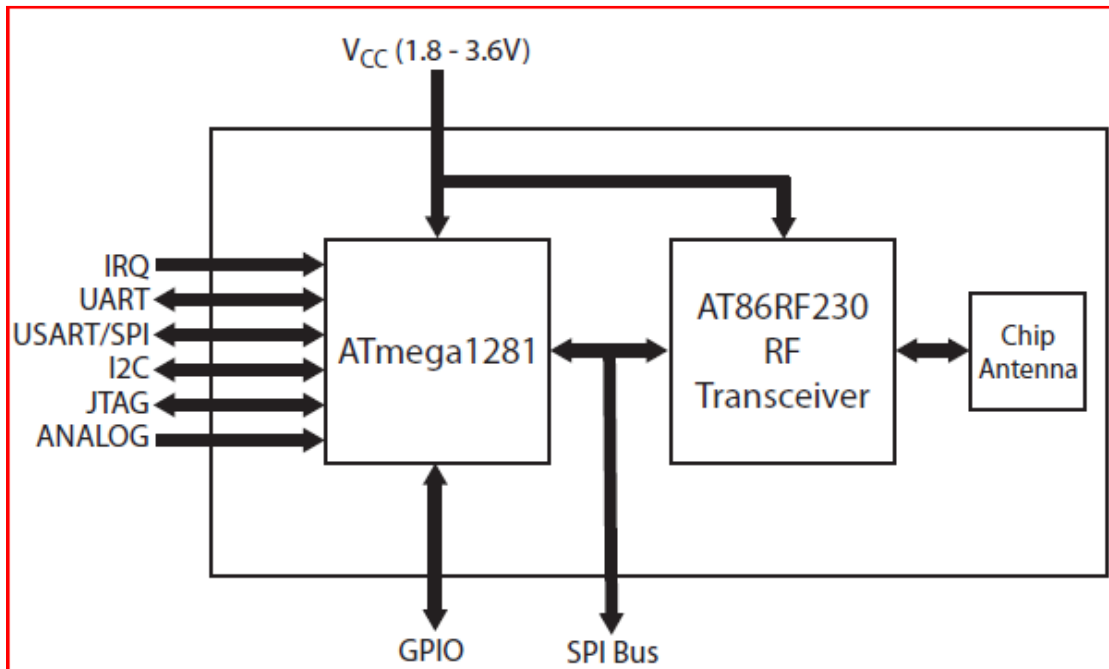 V_CC (1.8 - 3.6V)
IRQ
UART
USART/SPI
I2C
JTAG
ANALOG
ATmega1281
AT86RF230
RF
Transceiver
Chip
Antenna
GPIO
SPI Bus